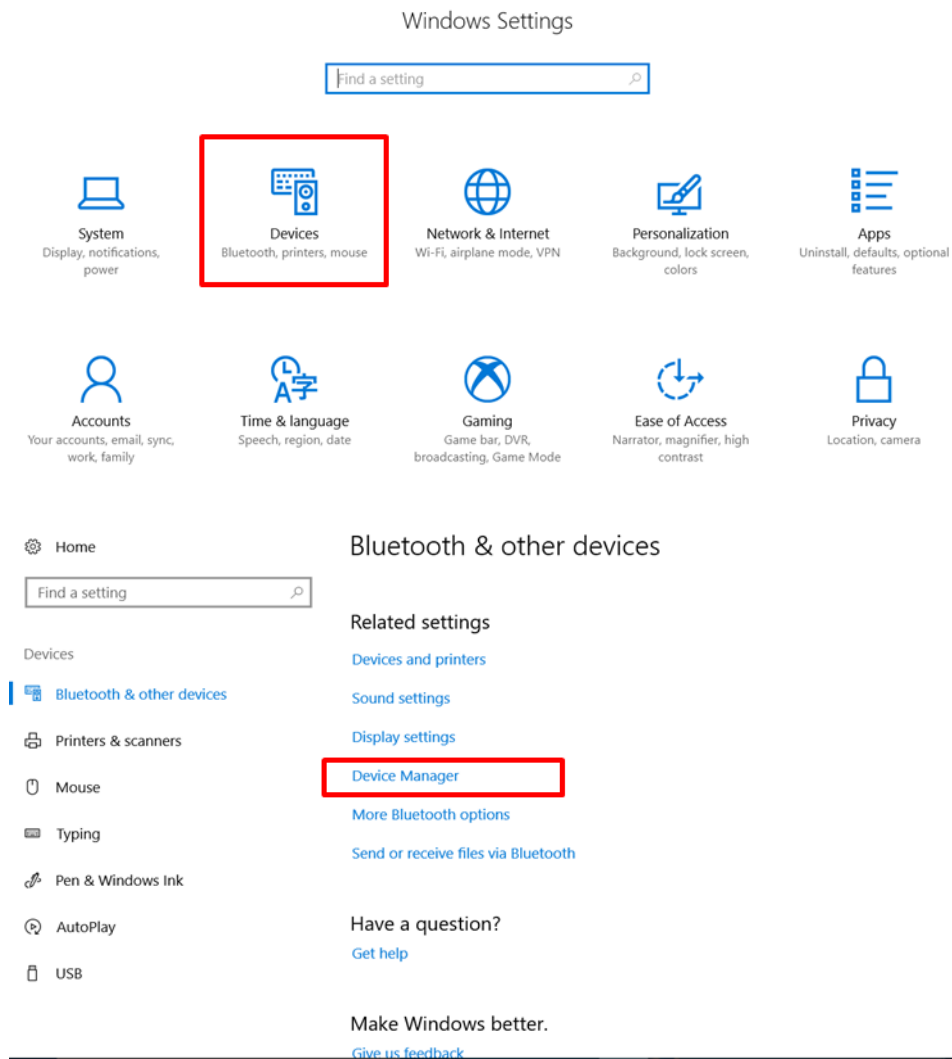 Windows Settings
Find a setting
System
Display, notifications,
power
Devices
Bluetooth, printers, mouse
Network & Internet
Wi-Fi, airplane mode, VPN
Personalization
Background, lock screen,
colors
Apps
Uninstall, defaults, optional
features
Accounts
Your accounts, email, sync,
work, family
Time & language
Speech, region, date
Gaming
Game bar, DVR,
broadcasting, Game Mode
Ease of Access
Narrator, magnifier, high
contrast
Privacy
Location, camera
Home
Find a setting
Devices
Bluetooth & other devices
Printers & scanners
Mouse
Typing
Pen & Windows Ink
AutoPlay
USB
Bluetooth & other devices
Related settings
Devices and printers
Sound settings
Display settings
Device Manager
More Bluetooth options
Send or receive files via Bluetooth
Have a question?
Get help
Make Windows better.
Give us feedback